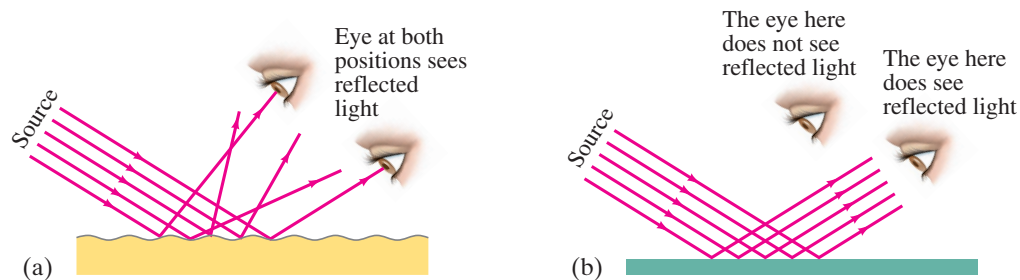 Eye at both
positions sees
reflected
light
Source
(a)
The eye here
does not see
reflected light
The eye here
does see
reflected light
Source
(b)